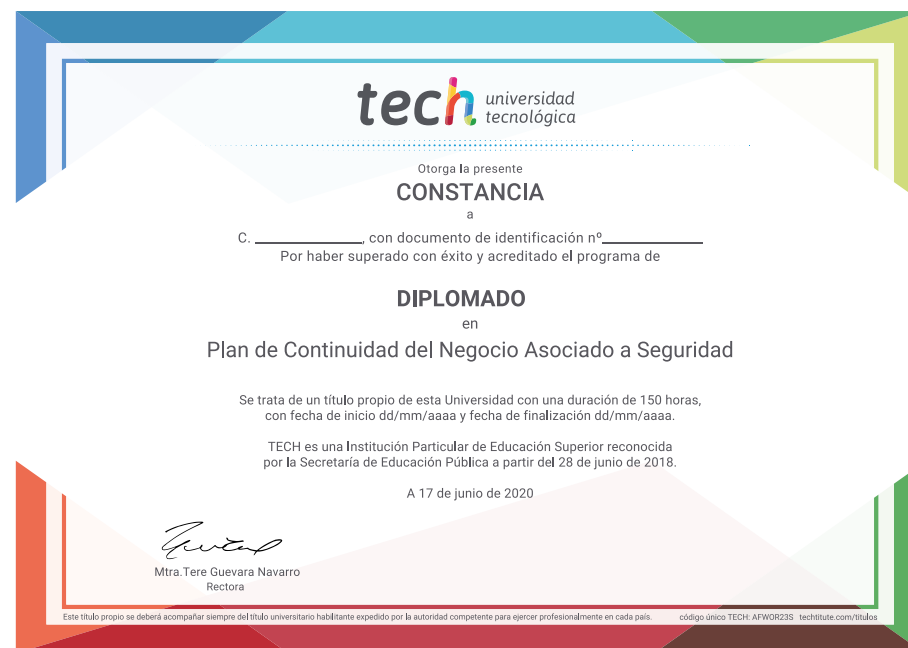 tech universidad
tecnológica
Otorga la presente
CONSTANCIA
a
C. ____________, con documento de identificación nº____________
Por haber superado con éxito y acreditado el programa de
DIPLOMADO
en
Plan de Continuidad del Negocio Asociado a Seguridad
Se trata de un título propio de esta Universidad con una duración de 150 horas,
con fecha de inicio dd/mm/aaaa y fecha de finalización dd/mm/aaaa.
TECH es una Institución Particular de Educación Superior reconocida
por la Secretaría de Educación Pública a partir del 28 de junio de 2018.
A 17 de junio de 2020
Mtra.Tere Guevara Navarro
Rectora
Este título propio se deberá acompañar siempre del título universitario habilitante expedido por la autoridad competente para ejercer profesionalmente en cada país. código único TECH: AFWOR23S techtitute.com/titulos